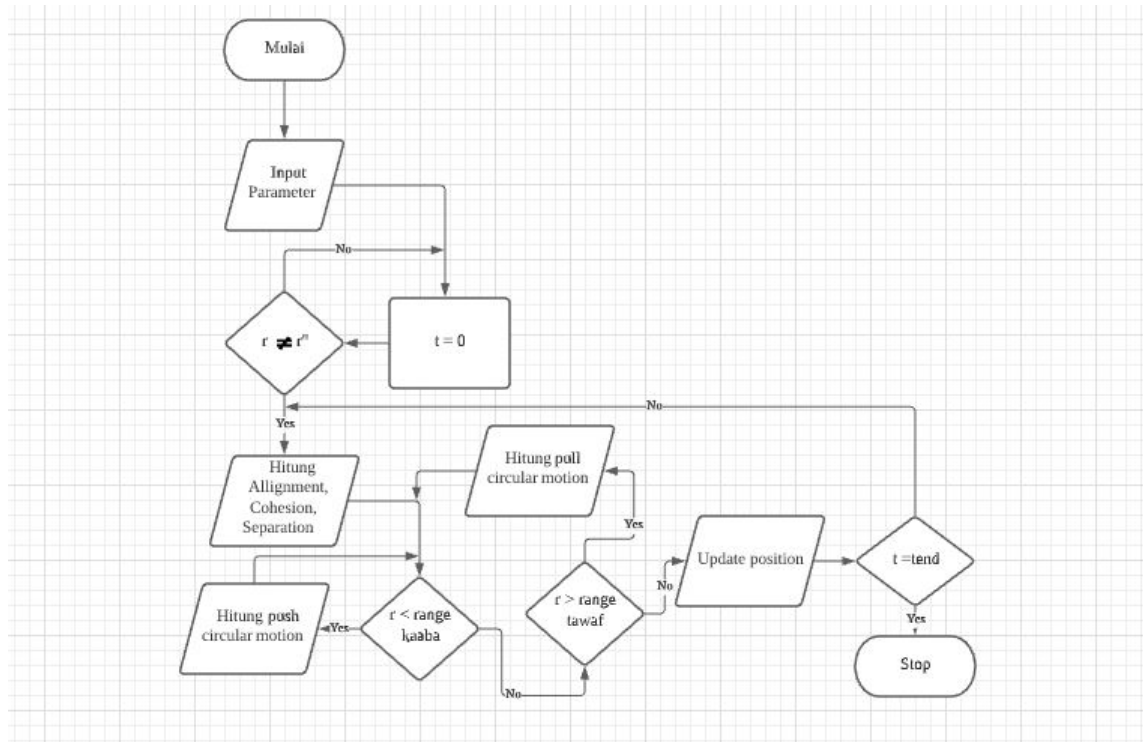 Mulai
Input
Parameter
No
r ≠ rⁿ
t = 0
No
Yes
Hitung
Allignment,
Cohesion,
Separation
Hitung poll
circular motion
Yes
Update position
t =tend
No
r > range
tawaf
Hitung push
circular motion
Yes
r < range
kaaba
No
Yes
Stop